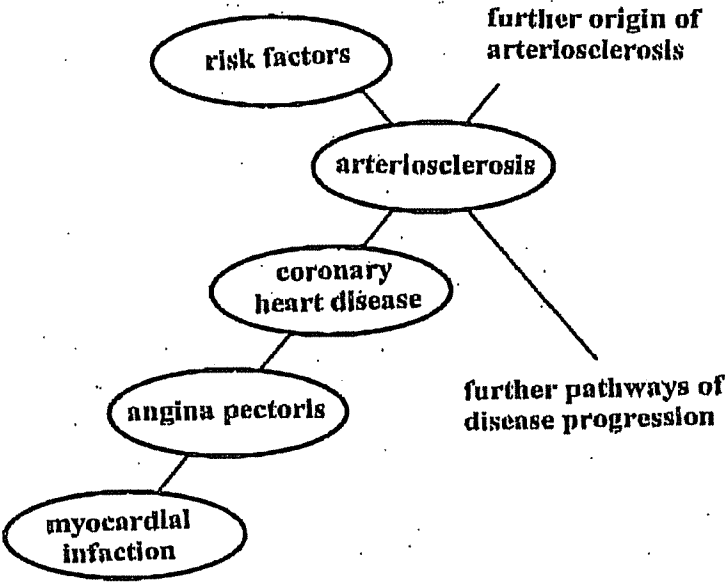 risk factors
further origin of
arteriosclerosis
arteriosclerosis
coronary
heart disease
angina pectoris
further pathways of
disease progression
myocardial
infaction